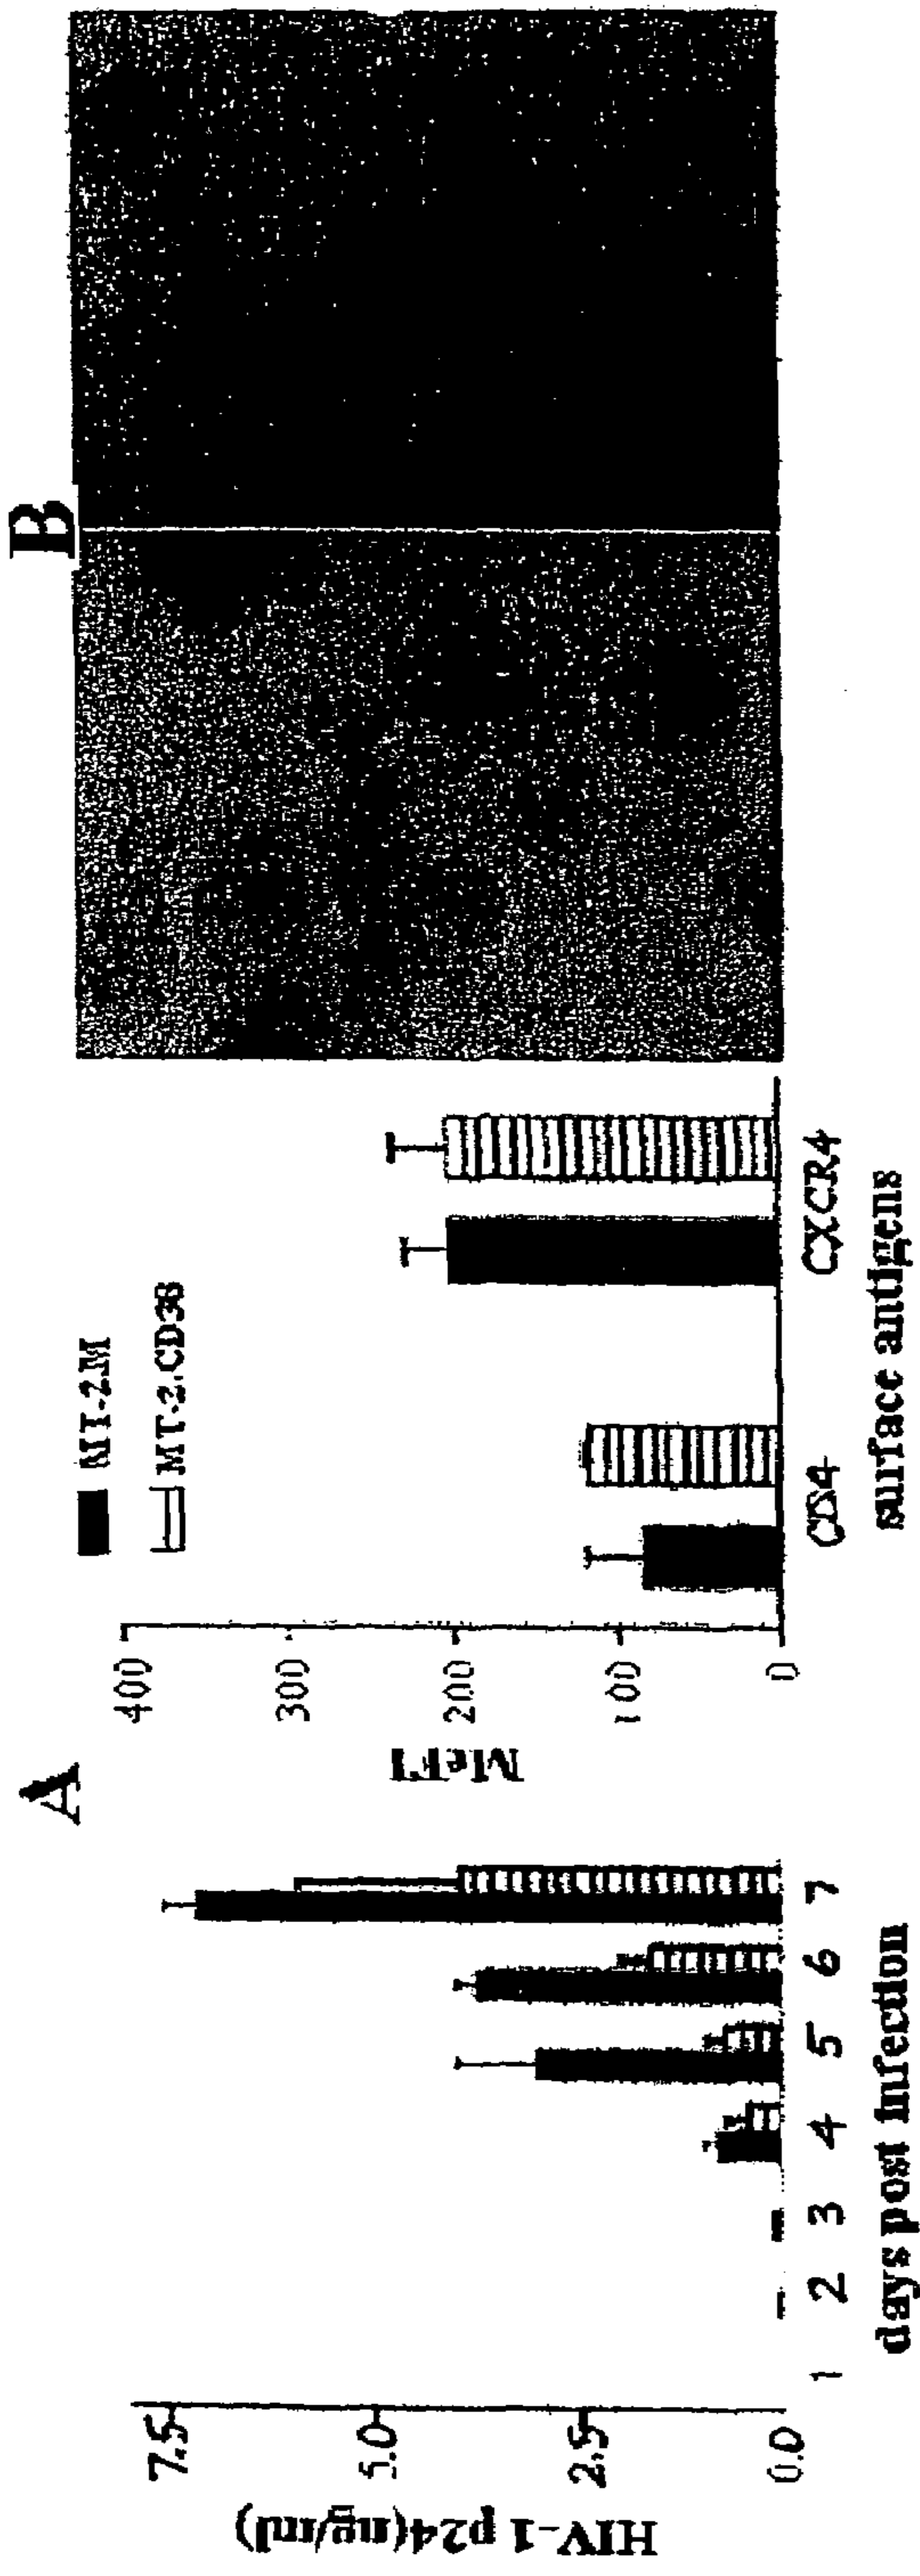 A
B
HIV-1 p24(ng/ml)
7.5
5.0
2.5
0.0
1 2 3 4 5 6 7
days post infection
MeFI
400
300
200
100
0
MT-2.M
MT-2.CD38
CD4 CXCR4
surface antigens